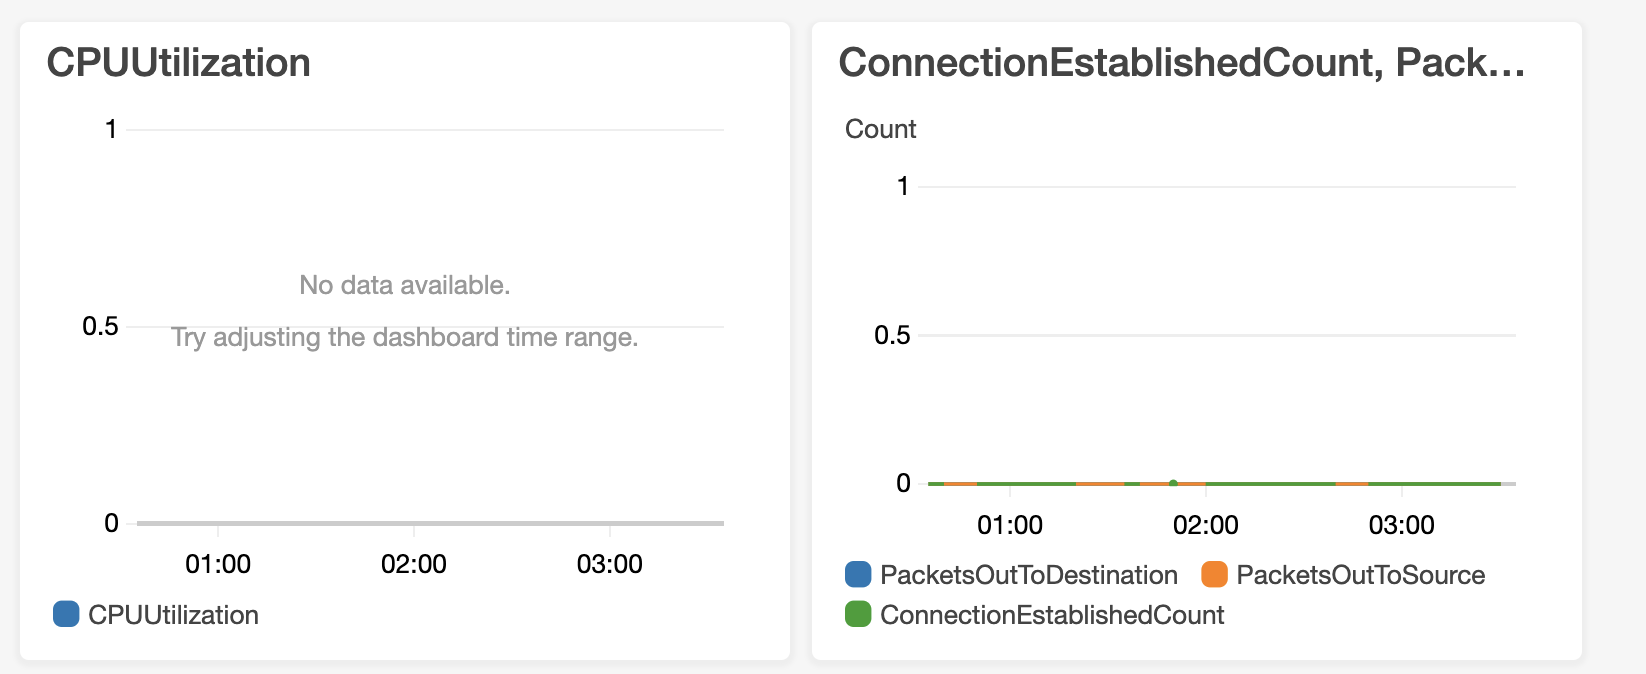 CPUUtilization
1
No data available.
0.5
Try adjusting the dashboard time range.
0
01:00 02:00 03:00
CPUUtilization
ConnectionEstablishedCount, Pack...
Count
1
0.5
0
01:00 02:00 03:00
PacketsOutToDestination PacketsOutToSource
ConnectionEstablishedCount